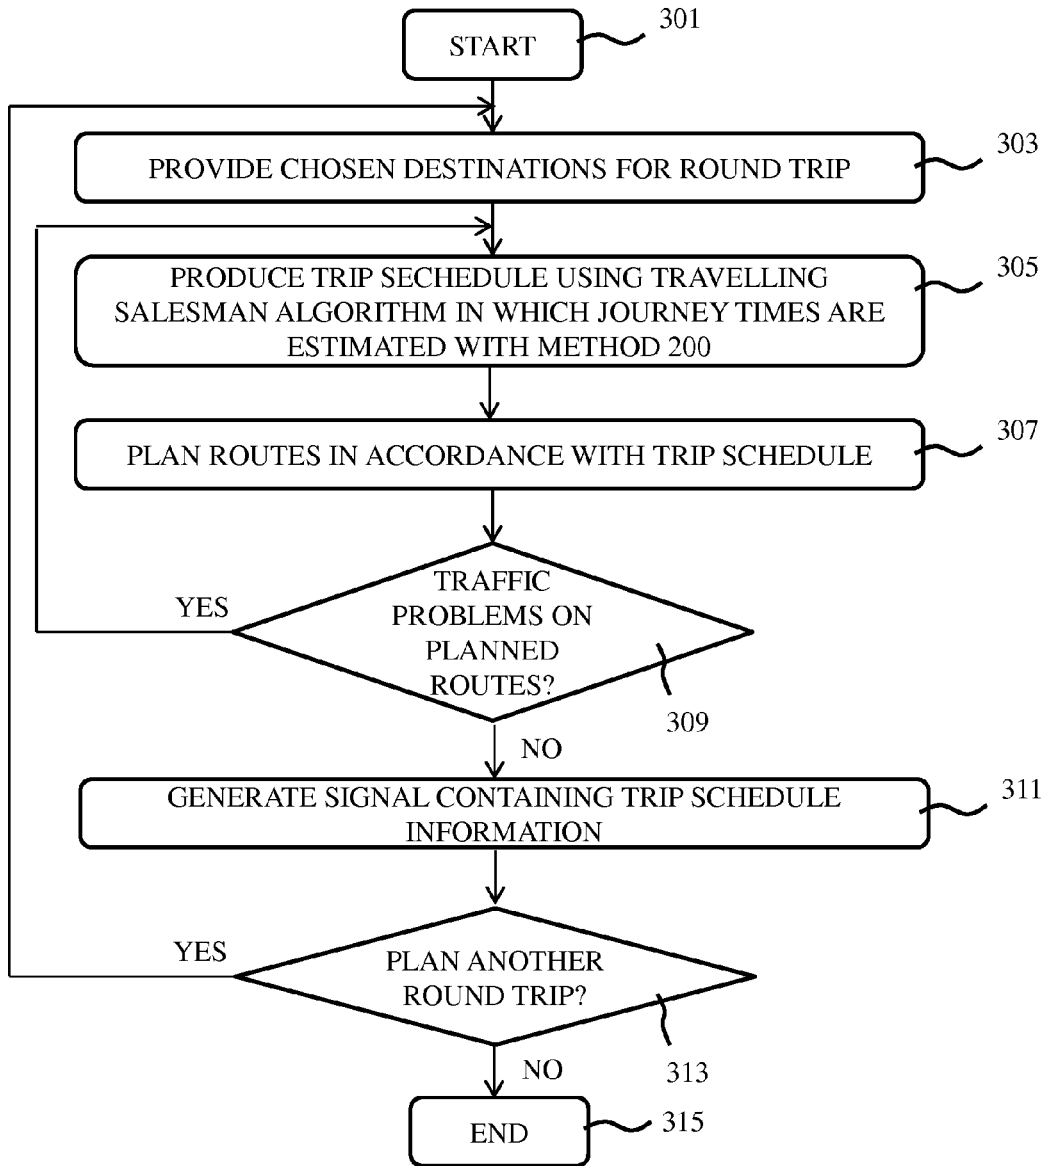 START
301
PROVIDE CHOSEN DESTINATIONS FOR ROUND TRIP
303
PRODUCE TRIP SECHEDULE USING TRAVELLING
SALESMAN ALGORITHM IN WHICH JOURNEY TIMES ARE
ESTIMATED WITH METHOD 200
305
PLAN ROUTES IN ACCORDANCE WITH TRIP SCHEDULE
307
YES
TRAFFIC
PROBLEMS ON
PLANNED
ROUTES?
309
NO
GENERATE SIGNAL CONTAINING TRIP SCHEDULE
INFORMATION
311
YES
PLAN ANOTHER
ROUND TRIP?
313
NO
END
315